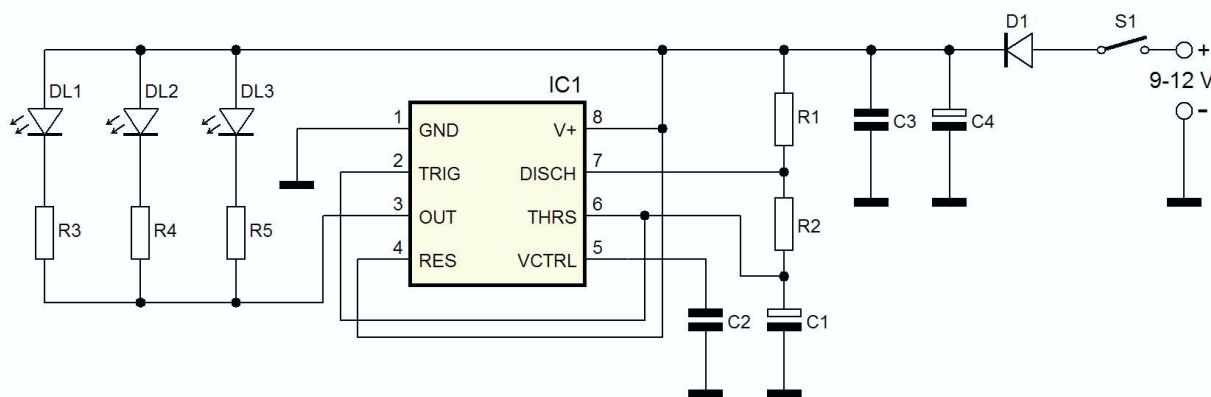 D1
S1
+
9-12 V
-
DL1
DL2
DL3
IC1
1
GND
8
V+
2
TRIG
7
DISCH
3
OUT
6
THRS
4
RES
5
VCTRL
R1
R2
C3
C4
R3
R4
R5
C2
C1